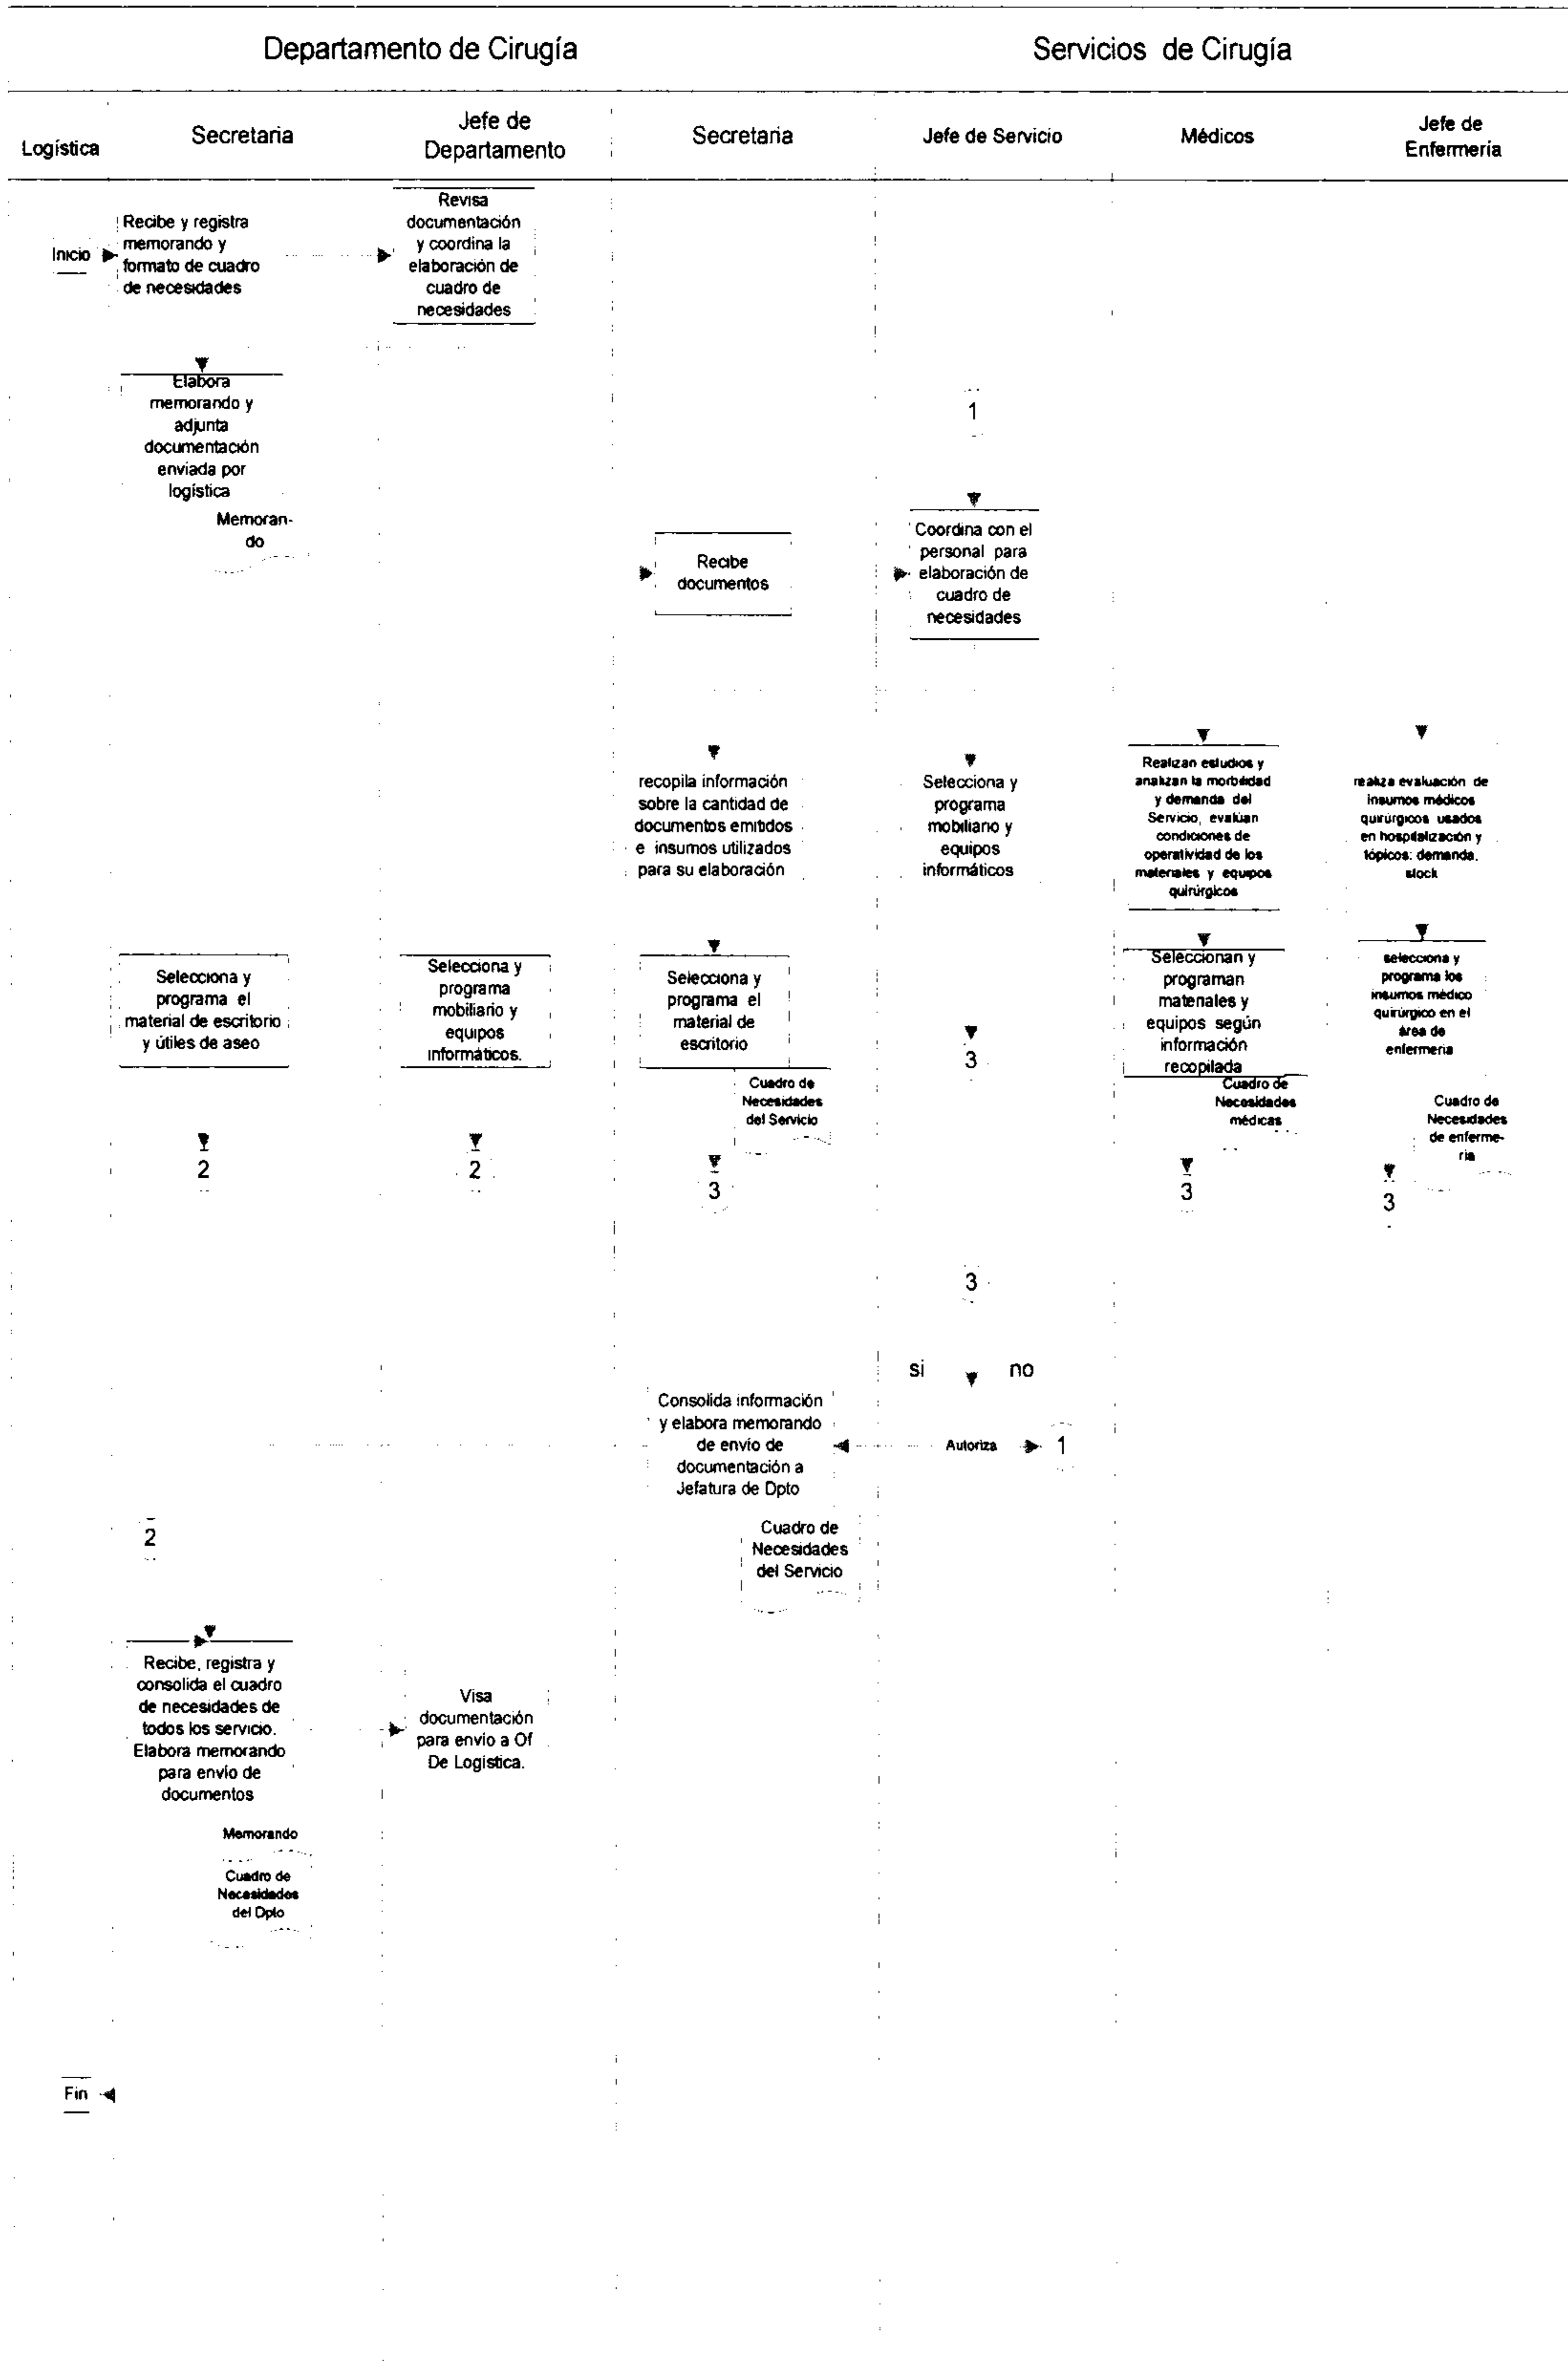 Departamento de Cirugía
Servicios de Cirugía
Logística
Secretaria
Jefe de
Departamento
Secretaria
Jefe de Servicio
Médicos
Jefe de
Enfermería
Inicio
Recibe y registra
memorando y
formato de cuadro
de necesidades
Revisa
documentación
y coordina la
elaboración de
cuadro de
necesidades
Elabora
memorando y
adjunta
documentación
enviada por
logística
Memoran-
do
1
Recibe
documentos
Coordina con el
personal para
elaboración de
cuadro de
necesidades
recopila información
sobre la cantidad de
documentos emitidos
e insumos utilizados
para su elaboración
Selecciona y
programa
mobiliario y
equipos
informáticos
Realizan estudios y
analizan la morbilidad
y demanda del
Servicio, evalúan
condiciones de
operatividad de los
materiales y equipos
quirúrgicos
realiza evaluación de
insumos médicos
quirúrgicos usados
en hospitalización y
tópicos: demanda.
stock
Selecciona y
programa el
material de escritorio
y útiles de aseo
Selecciona y
programa
mobiliario y
equipos
informáticos.
Selecciona y
programa el
material de
escritorio
Cuadro de
Necesidades
del Servicio
3
Seleccionan y
programan
materiales y
equipos según
información
recopilada
Cuadro de
Necesidades
médicas
selecciona y
programa los
insumos médico
quirúrgico en el
área de
enfermeria
Cuadro de
Necesidades
de enferme-
ria
2
2
3
3
3
3
si
no
Consolida información
y elabora memorando
de envío de
documentación a
Jefatura de Dpto
Autoriza
1
Cuadro de
Necesidades
del Servicio
2
Recibe, registra y
consolida el cuadro
de necesidades de
todos los servicio.
Elabora memorando
para envío de
documentos
Visa
documentación
para envio a Of
De Logística.
Memorando
Cuadro de
Necesidades
del Dpto
Fin